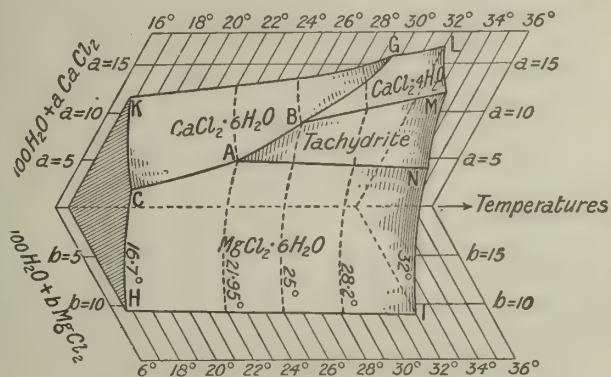 16° 18° 20° 22° 24° 26° 28° 30° 32° 34° 36°
G L
a=15 a=15
100H₂O+aCaCl₂
CaCl₂·4H₂O
K M
a=10 a=10
CaCl₂·6H₂O B
Tachydrite
a=5 A a=5
C N
Temperatures
100H₂O+bMgCl₂
b=5 MgCl₂·6H₂O b=15
16·7° 21·95° 25° 28·2° 32°
b=10 H I b=10
6° 18° 20° 22° 24° 26° 28° 30° 32° 34° 36°